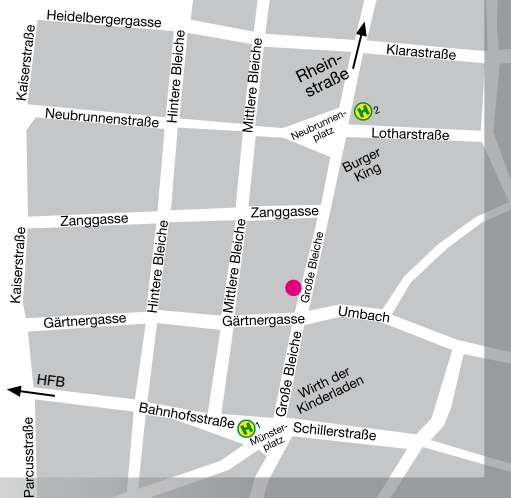 Heidelbergergasse
Klarastraße
Kaiserstraße
Hintere Bleiche
Mittlere Bleiche
Rhein-
straße
Neubrunnenstraße
H 2
Neubrunnen-
platz
Lotharstraße
Burger
King
Zanggasse
Zanggasse
Kaiserstraße
Hintere Bleiche
Mittlere Bleiche
Große Bleiche
Gärtnergasse
Gärtnergasse
Umbach
Große Bleiche
Wirth der
Kinderladen
HFB
Bahnhofsstraße
H 1
Münster-
platz
Schillerstraße
Parcusstraße